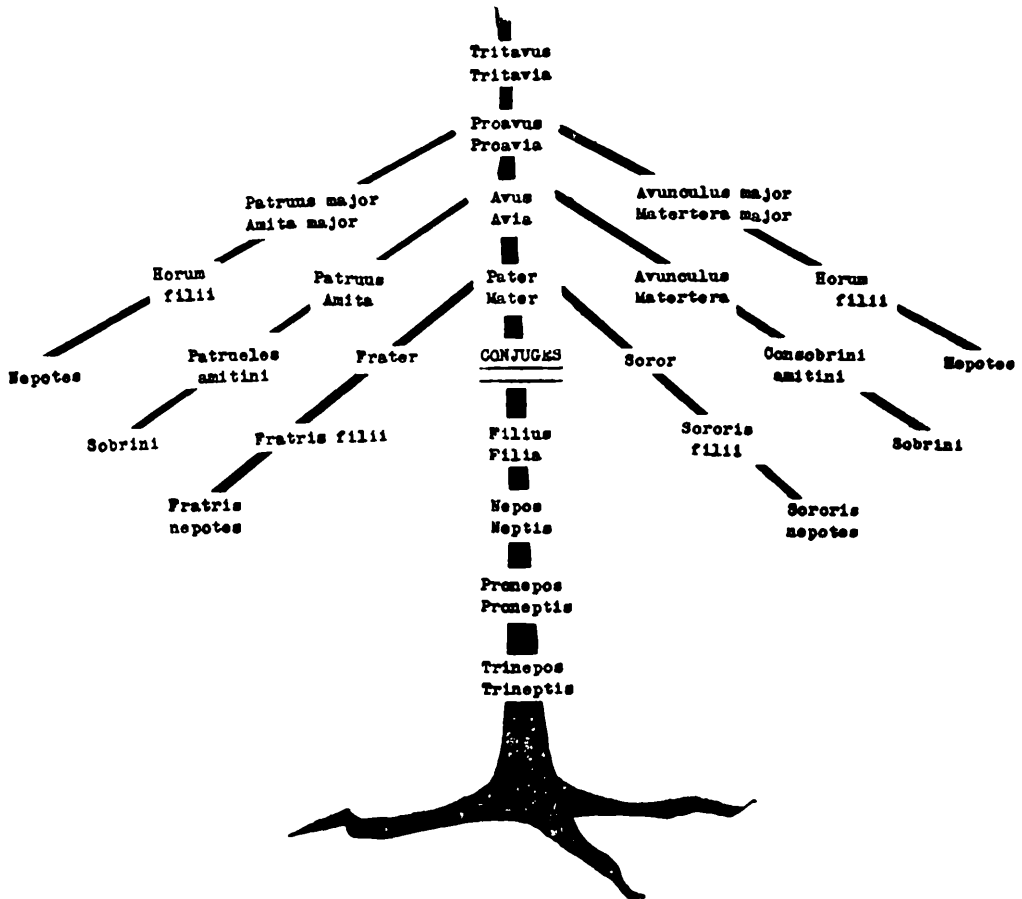 Tritavus
Tritavia
Proavus
Proavia
Patruus major
Amita major
Avus
Avia
Avunculus major
Matertera major
Horum
filii
Patruus
Amita
Pater
Mater
Avunculus
Matertera
Horum
filii
Nepotes
Patrueles
amitini
Frater
CONJUGES
Soror
Consobrini
amitini
Nepotes
Sobrini
Fratris filii
Filius
Filia
Sororis
filii
Sobrini
Fratris
nepotes
Nepos
Neptis
Sororis
nepotes
Pronepos
Proneptis
Trinepos
Trineptis